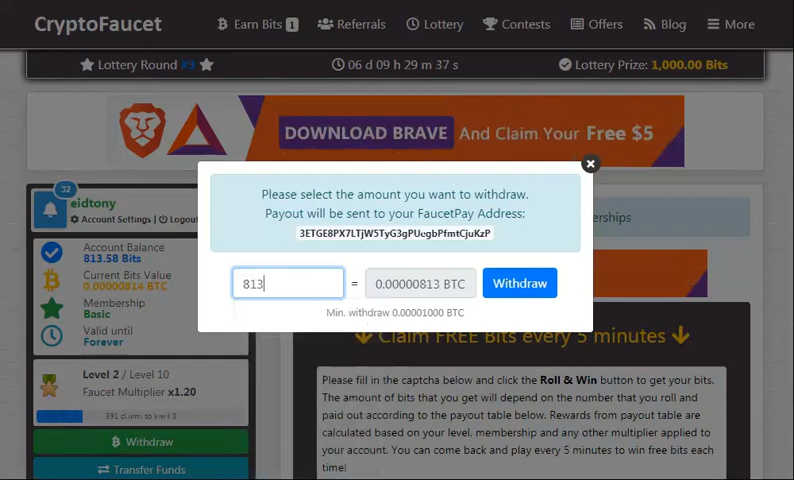 CryptoFaucet
Earn Bits 1
Referrals
Lottery
Contests
Offers
Blog
More
Lottery Round #3
06 d 09 h 29 m 37 s
Lottery Prize: 1,000.00 Bits
DOWNLOAD BRAVE And Claim Your Free $5
Please select the amount you want to withdraw.
Payout will be sent to your FaucetPay Address:
3ETGE8PX7LTjW5TyG3gPUegbPfmtCjuKzP
813 = 0.00000813 BTC Withdraw
Min. withdraw 0.00001000 BTC
32
eidtony
Account Settings | Logout
Account Balance
813.58 Bits
Current Bits Value
0.00000814 BTC
Membership
Basic
Valid until
Forever
Level 2 / Level 10
Faucet Multiplier x1.20
Withdraw
Transfer Funds
Claim FREE Bits every 5 minutes
Please fill in the captcha below and click the Roll & Win button to get your bits.
The amount of bits that you get will depend on the number that you roll and
paid out according to the payout table below. Rewards from payout table are
calculated based on your level, membership and any other multiplier applied to
your account. You can come back and play every 5 minutes to win free bits each
time!